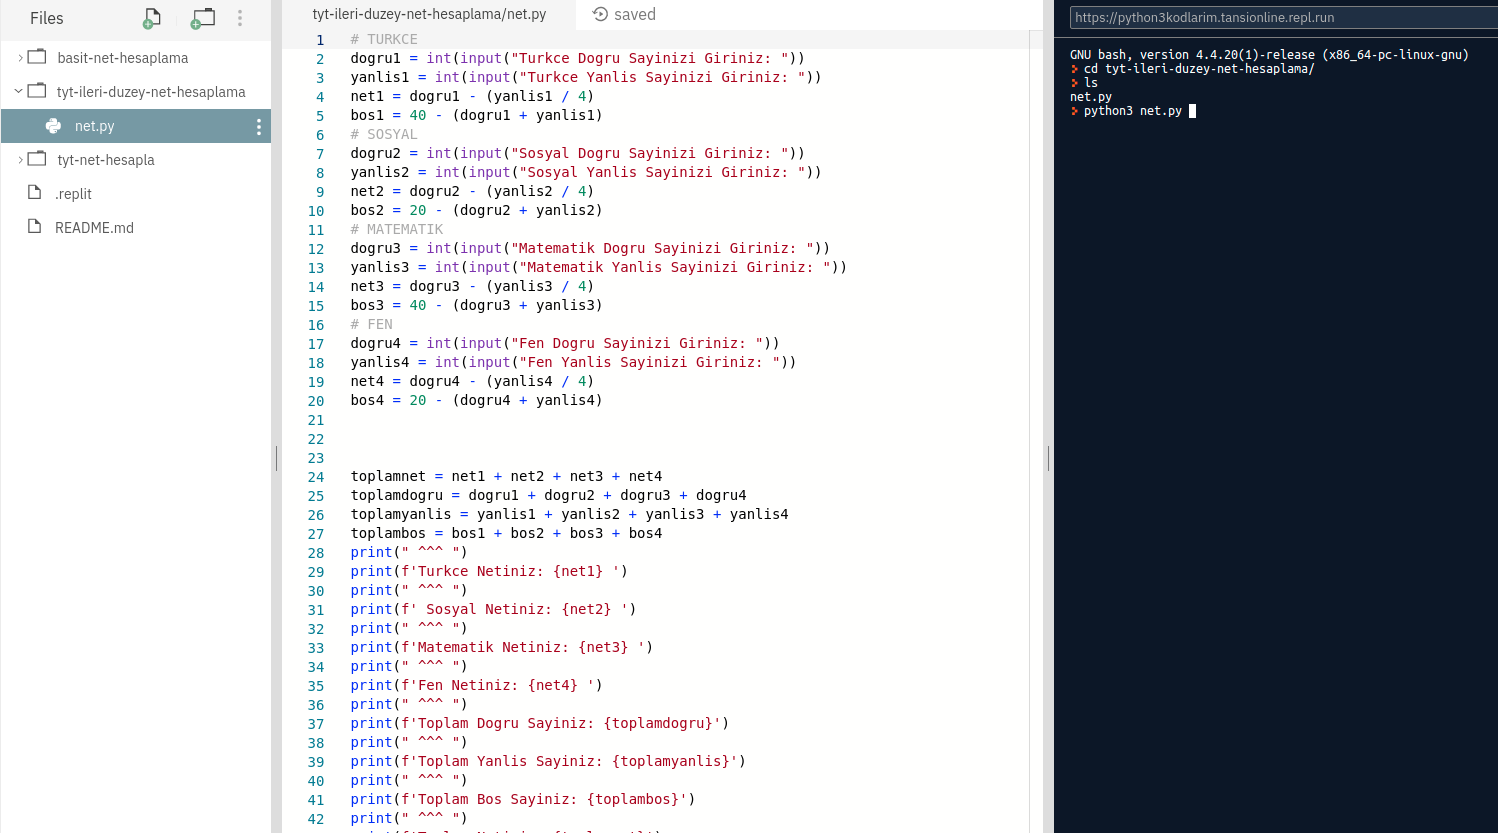 Files
basit-net-hesaplama
tyt-ileri-duzey-net-hesaplama
net.py
tyt-net-hesapla
.replit
README.md
tyt-ileri-duzey-net-hesaplama/net.py
saved
1 # TURKCE
2 dogru1 = int(input("Turkce Dogru Sayinizi Giriniz: "))
3 yanlis1 = int(input("Turkce Yanlis Sayinizi Giriniz: "))
4 net1 = dogru1 - (yanlis1 / 4)
5 bos1 = 40 - (dogru1 + yanlis1)
6 # SOSYAL
7 dogru2 = int(input("Sosyal Dogru Sayinizi Giriniz: "))
8 yanlis2 = int(input("Sosyal Yanlis Sayinizi Giriniz: "))
9 net2 = dogru2 - (yanlis2 / 4)
10 bos2 = 20 - (dogru2 + yanlis2)
11 # MATEMATIK
12 dogru3 = int(input("Matematik Dogru Sayinizi Giriniz: "))
13 yanlis3 = int(input("Matematik Yanlis Sayinizi Giriniz: "))
14 net3 = dogru3 - (yanlis3 / 4)
15 bos3 = 40 - (dogru3 + yanlis3)
16 # FEN
17 dogru4 = int(input("Fen Dogru Sayinizi Giriniz: "))
18 yanlis4 = int(input("Fen Yanlis Sayinizi Giriniz: "))
19 net4 = dogru4 - (yanlis4 / 4)
20 bos4 = 20 - (dogru4 + yanlis4)
21
22
23
24 toplamnet = net1 + net2 + net3 + net4
25 toplamdogru = dogru1 + dogru2 + dogru3 + dogru4
26 toplamyanlis = yanlis1 + yanlis2 + yanlis3 + yanlis4
27 toplambos = bos1 + bos2 + bos3 + bos4
28 print(" ^^^ ")
29 print(f'Turkce Netiniz: {net1} ')
30 print(" ^^^ ")
31 print(f' Sosyal Netiniz: {net2} ')
32 print(" ^^^ ")
33 print(f'Matematik Netiniz: {net3} ')
34 print(" ^^^ ")
35 print(f'Fen Netiniz: {net4} ')
36 print(" ^^^ ")
37 print(f'Toplam Dogru Sayiniz: {toplamdogru}')
38 print(" ^^^ ")
39 print(f'Toplam Yanlis Sayiniz: {toplamyanlis}')
40 print(" ^^^ ")
41 print(f'Toplam Bos Sayiniz: {toplambos}')
42 print(" ^^^ ")
https://python3kodlarim.tansionline.repl.run
GNU bash, version 4.4.20(1)-release (x86_64-pc-linux-gnu)
> cd tyt-ileri-duzey-net-hesaplama/
> ls
net.py
> python3 net.py